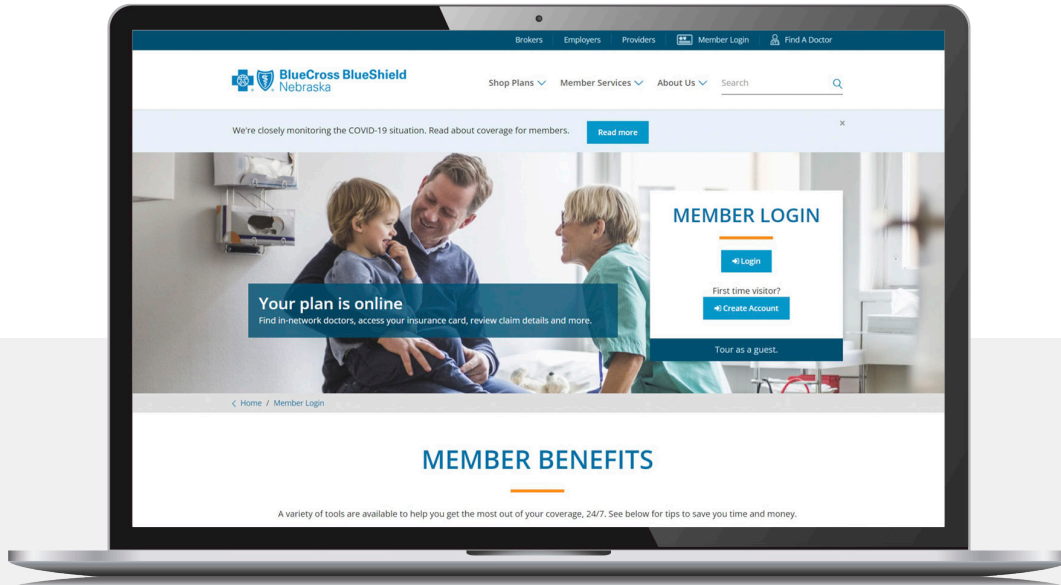 Brokers Employers Providers Member Login Find A Doctor
BlueCross BlueShield
Nebraska
Shop Plans Member Services About Us Search
We're closely monitoring the COVID-19 situation. Read about coverage for members. Read more
x
MEMBER LOGIN
Login
First time visitor?
Create Account
Tour as a guest.
Your plan is online
Find in-network doctors, access your insurance card, review claim details and more.
< Home / Member Login
MEMBER BENEFITS
A variety of tools are available to help you get the most out of your coverage, 24/7. See below for tips to save you time and money.